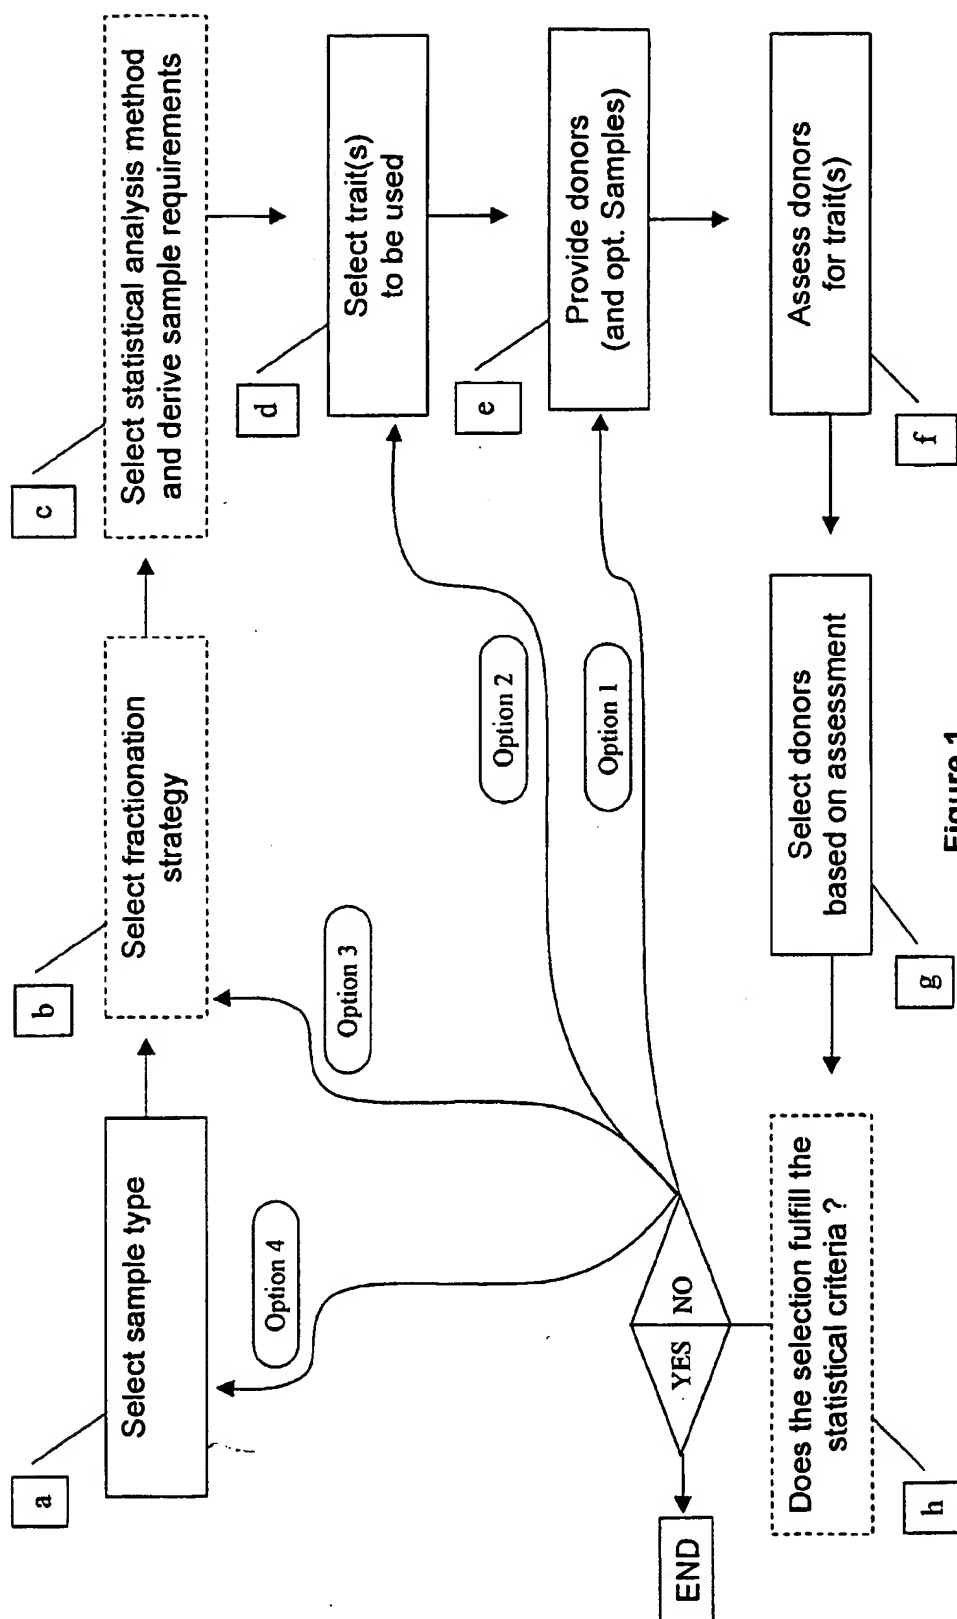 a
Select sample type
b
Select fractionation
strategy
c
Select statistical analysis method
and derive sample requirements
d
Select trait(s)
to be used
e
Provide donors
(and opt. Samples)
f
Assess donors
for trait(s)
g
Select donors
based on assessment
h
Does the selection fulfill the
statistical criteria ?
YES
NO
END
Option 4
Option 3
Option 2
Option 1
Figure 1